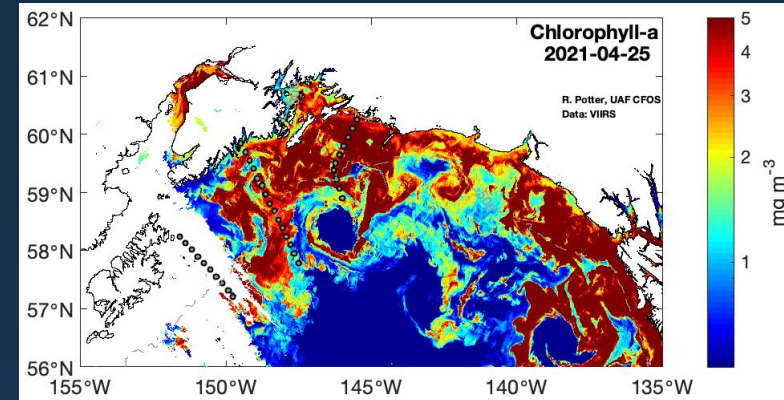 62°N
61°N
60°N
59°N
58°N
57°N
56°N
155°W 150°W 145°W 140°W 135°W
Chlorophyll-a
2021-04-25
R. Potter, UAF CFOS
Data: VIIRS
5
4
3
2
1
mg m-3